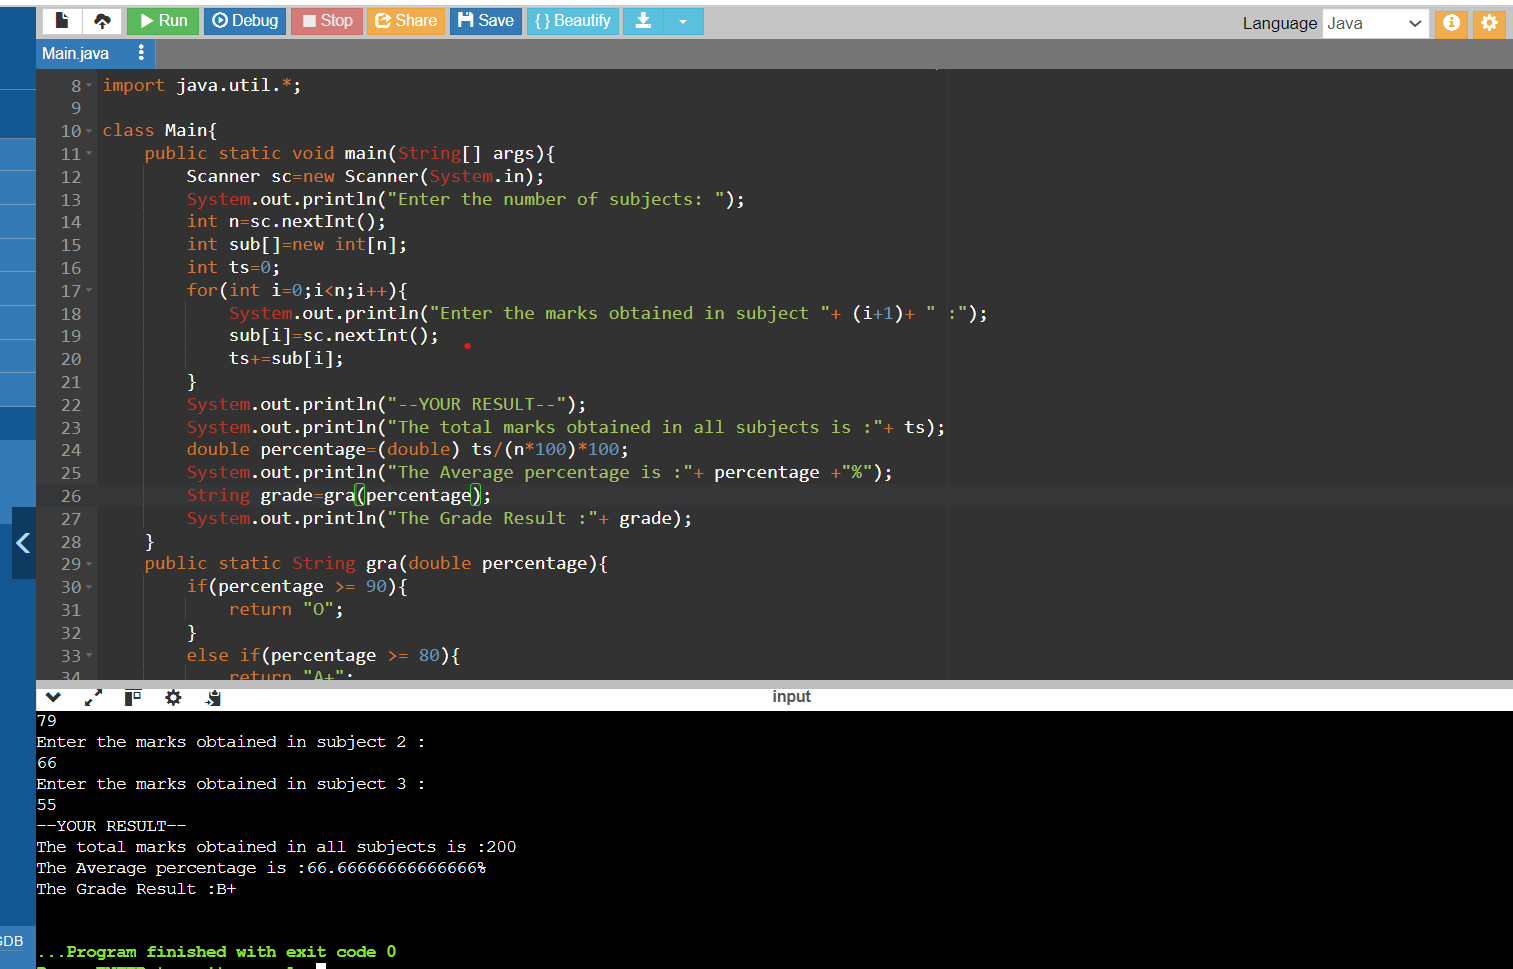 Run Debug Stop Share Save {} Beautify Language Java
Main.java
8 import java.util.*;
9
10 class Main{
11     public static void main(String[] args){
12         Scanner sc=new Scanner(System.in);
13         System.out.println("Enter the number of subjects: ");
14         int n=sc.nextInt();
15         int sub[]=new int[n];
16         int ts=0;
17         for(int i=0;i<n;i++){
18             System.out.println("Enter the marks obtained in subject "+ (i+1)+ " :");
19             sub[i]=sc.nextInt();
20             ts+=sub[i];
21         }
22         System.out.println("--YOUR RESULT--");
23         System.out.println("The total marks obtained in all subjects is :"+ ts);
24         double percentage=(double) ts/(n*100)*100;
25         System.out.println("The Average percentage is :"+ percentage +"%");
26         String grade=gra(percentage);
27         System.out.println("The Grade Result :"+ grade);
28     }
29     public static String gra(double percentage){
30         if(percentage >= 90){
31             return "O";
32         }
33         else if(percentage >= 80){
34             return "A+";
input
79
Enter the marks obtained in subject 2 :
66
Enter the marks obtained in subject 3 :
55
--YOUR RESULT--
The total marks obtained in all subjects is :200
The Average percentage is :66.66666666666666%
The Grade Result :B+
...Program finished with exit code 0